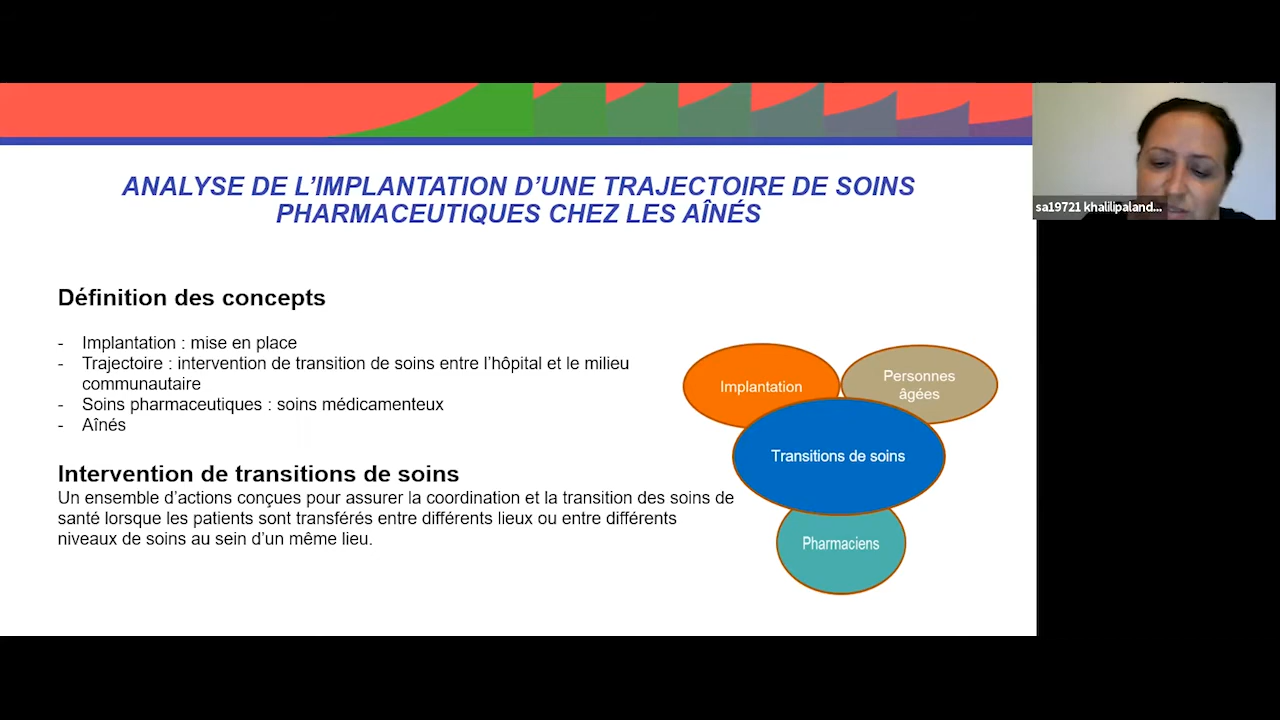 ANALYSE DE L'IMPLANTATION D'UNE TRAJECTOIRE DE SOINS
PHARMACEUTIQUES CHEZ LES AÎNÉS
sa19721 khalilipaland...
Définition des concepts
- Implantation : mise en place
- Trajectoire : intervention de transition de soins entre l'hôpital et le milieu
communautaire
- Soins pharmaceutiques : soins médicamenteux
- Aînés
Intervention de transitions de soins
Un ensemble d'actions conçues pour assurer la coordination et la transition des soins de
santé lorsque les patients sont transférés entre différents lieux ou entre différents
niveaux de soins au sein d'un même lieu.
Implantation
Personnes
âgées
Transitions de soins
Pharmaciens